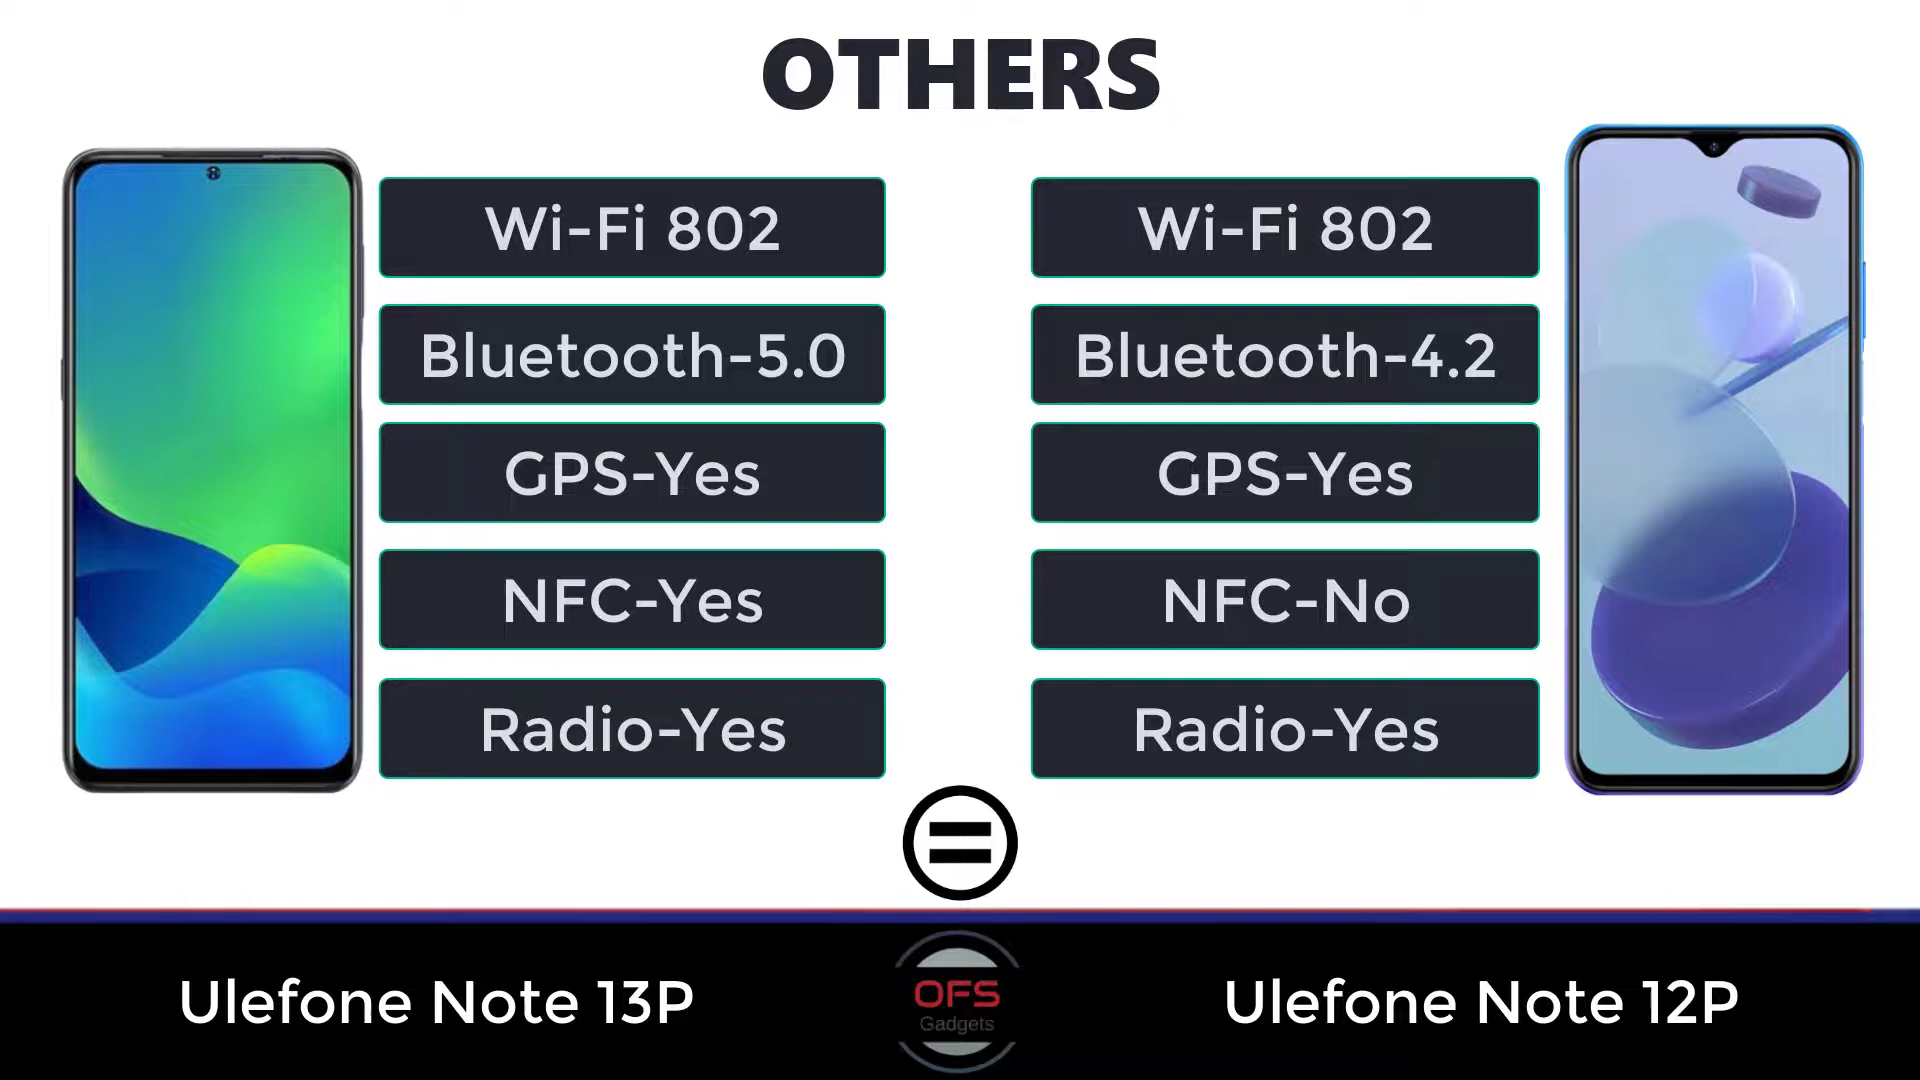 OTHERS
Wi-Fi 802
Wi-Fi 802
Bluetooth-5.0
Bluetooth-4.2
GPS-Yes
GPS-Yes
NFC-Yes
NFC-No
Radio-Yes
Radio-Yes
Ulefone Note 13P
OFS
Gadgets
Ulefone Note 12P